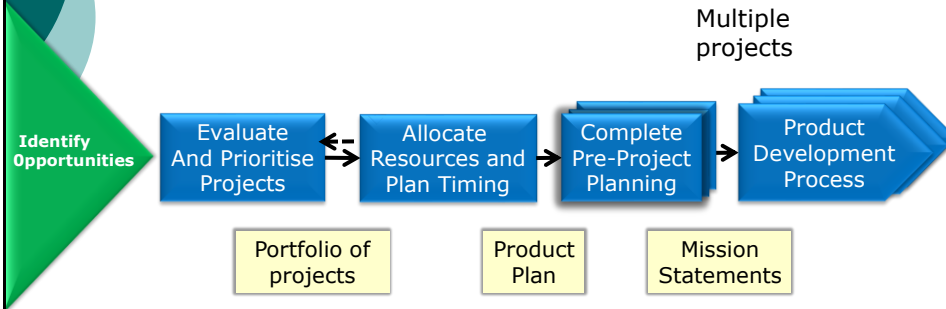 Multiple
projects
Identify
Opportunities
Evaluate
And Prioritise
Projects
Allocate
Resources and
Plan Timing
Complete
Pre-Project
Planning
Product
Development
Process
Portfolio of
projects
Product
Plan
Mission
Statements